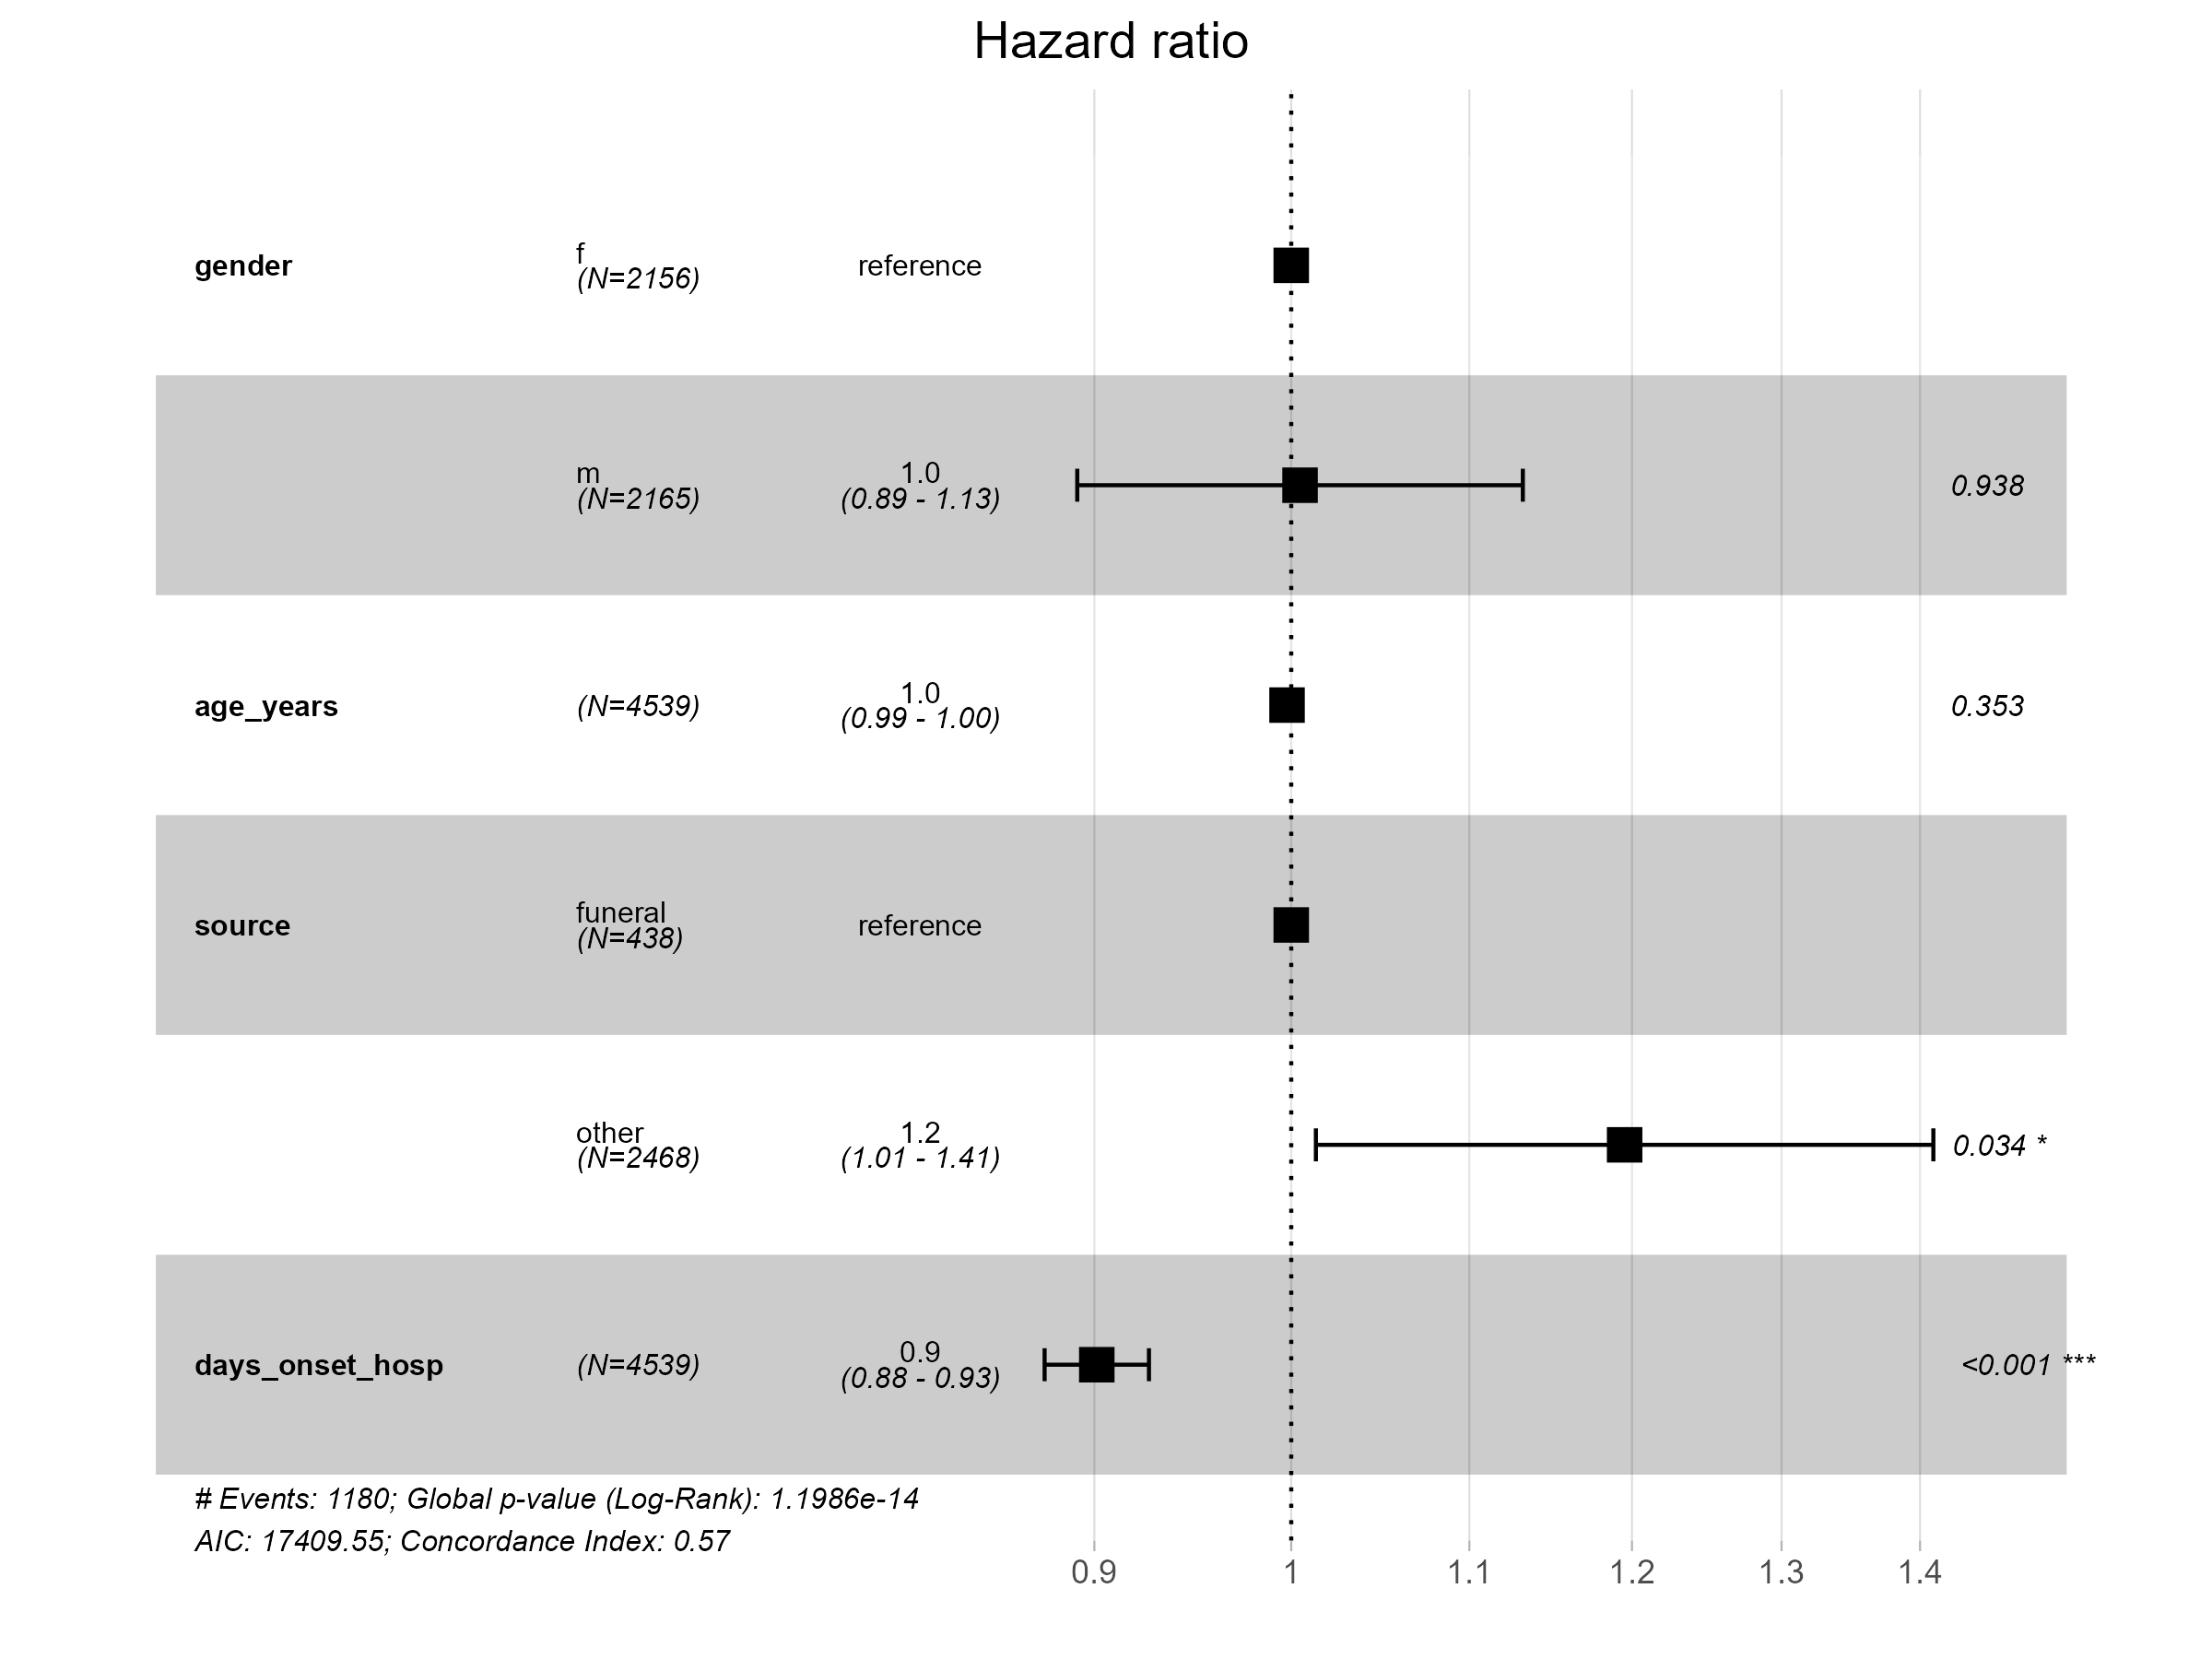 Hazard ratio
gender
f
(N=2156)
reference
m
(N=2165)
1.0
(0.89 - 1.13)
0.938
age_years
(N=4539)
1.0
(0.99 - 1.00)
0.353
source
funeral
(N=438)
reference
other
(N=2468)
1.2
(1.01 - 1.41)
0.034 *
days_onset_hosp
(N=4539)
0.9
(0.88 - 0.93)
<0.001 ***
# Events: 1180; Global p-value (Log-Rank): 1.1986e-14
AIC: 17409.55; Concordance Index: 0.57
0.9 1 1.1 1.2 1.3 1.4